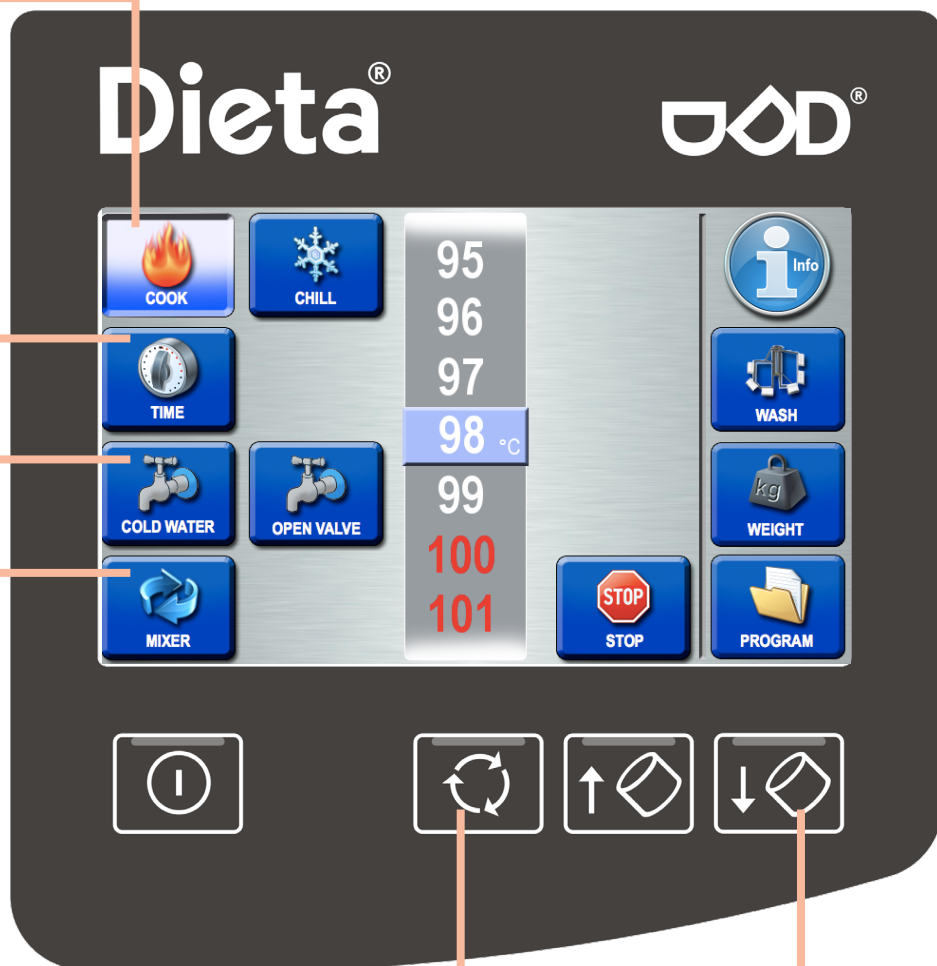 Dieta®
®
COOK
CHILL
95
96
97
98 °C
99
100
101
Info
TIME
WASH
COLD WATER
OPEN VALVE
kg
WEIGHT
MIXER
STOP
STOP
PROGRAM